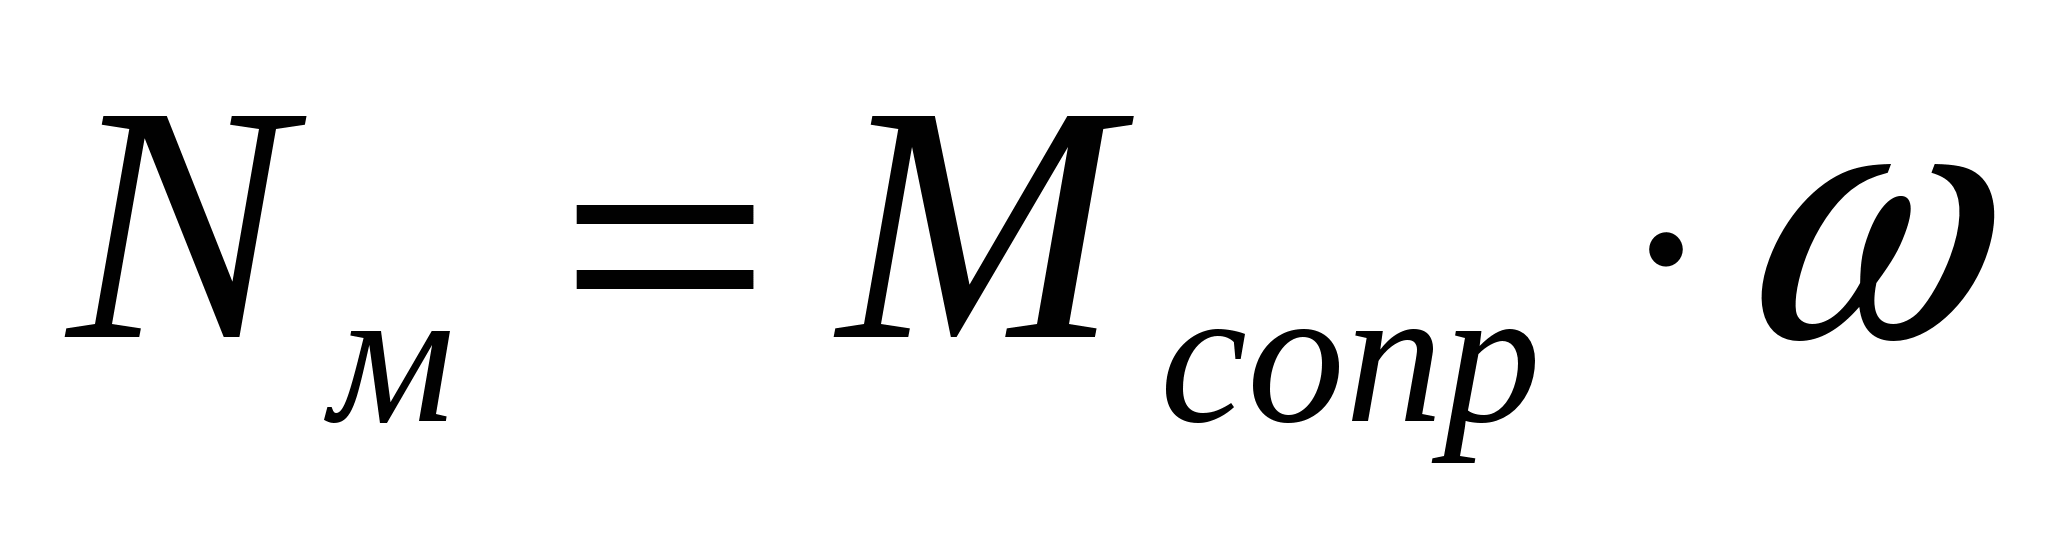 Nм = Mсопр · ω